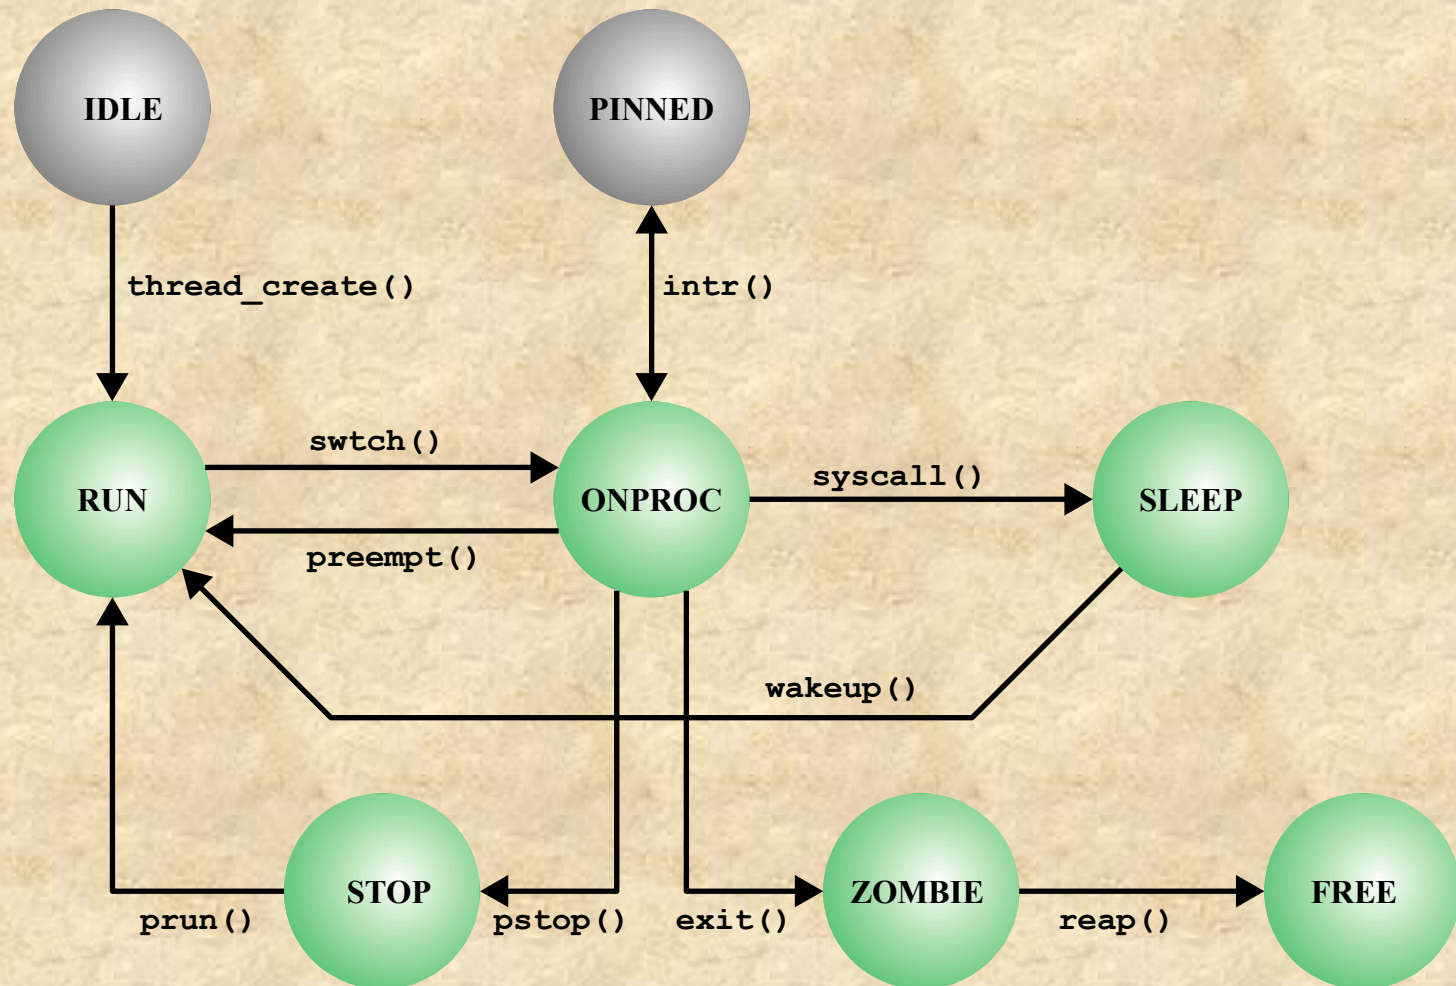 IDLE
PINNED
thread_create()
intr()
swtch()
RUN
ONPROC
syscall()
SLEEP
preempt()
wakeup()
STOP
ZOMBIE
FREE
prun()
pstop()
exit()
reap()